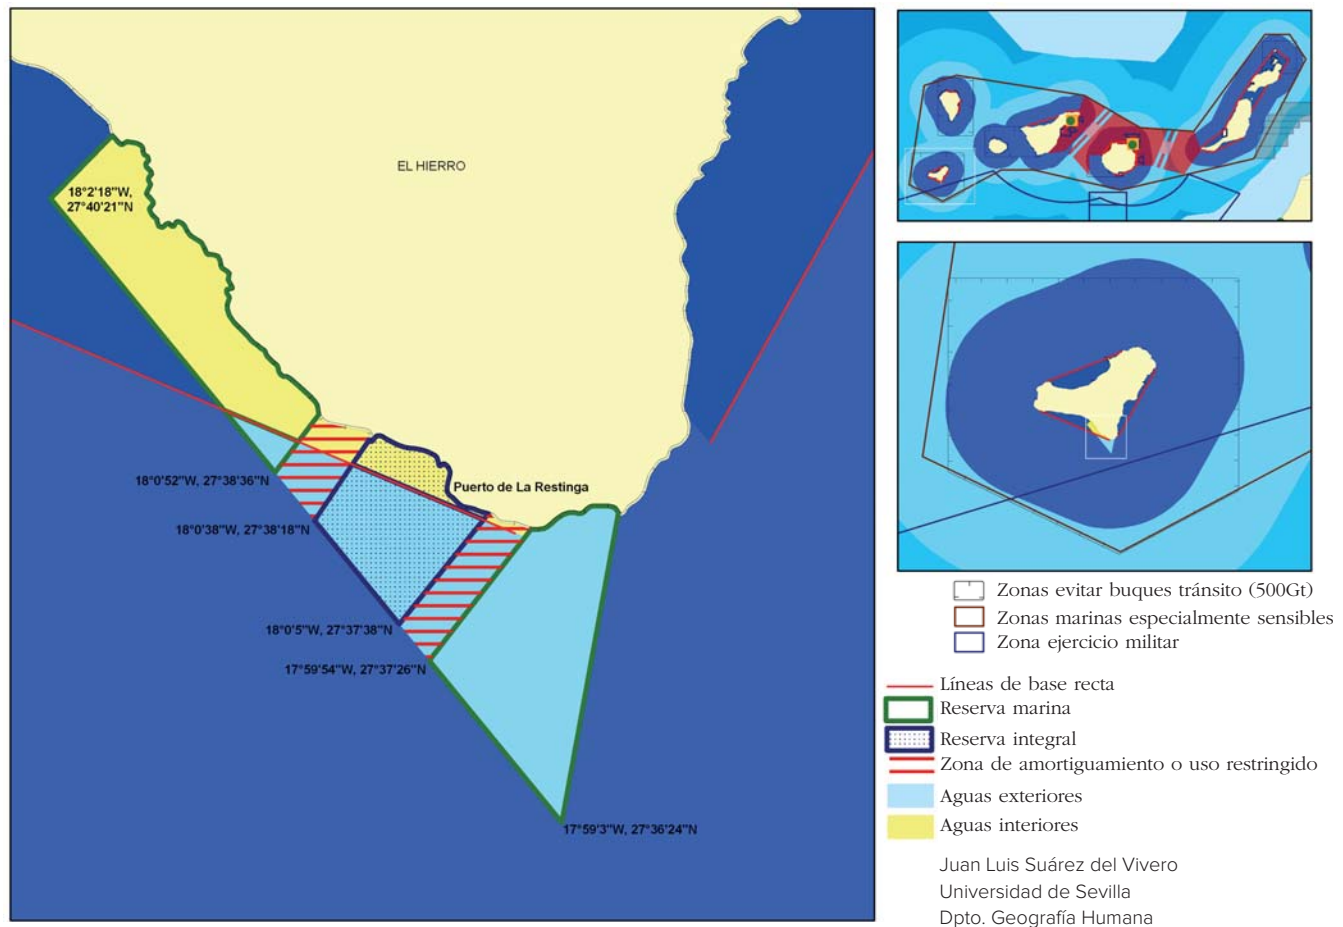 EL HIERRO
18°2'18"W,
27°40'21"N
18°0'52"W, 27°38'36"N
18°0'38"W, 27°38'18"N
Puerto de La Restinga
18°0'5"W, 27°37'38"N
17°59'54"W, 27°37'26"N
17°59'3"W, 27°36'24"N
Zonas evitar buques tránsito (500Gt)
Zonas marinas especialmente sensibles
Zona ejercicio militar
Líneas de base recta
Reserva marina
Reserva integral
Zona de amortiguamiento o uso restringido
Aguas exteriores
Aguas interiores
Juan Luis Suárez del Vivero
Universidad de Sevilla
Dpto. Geografía Humana